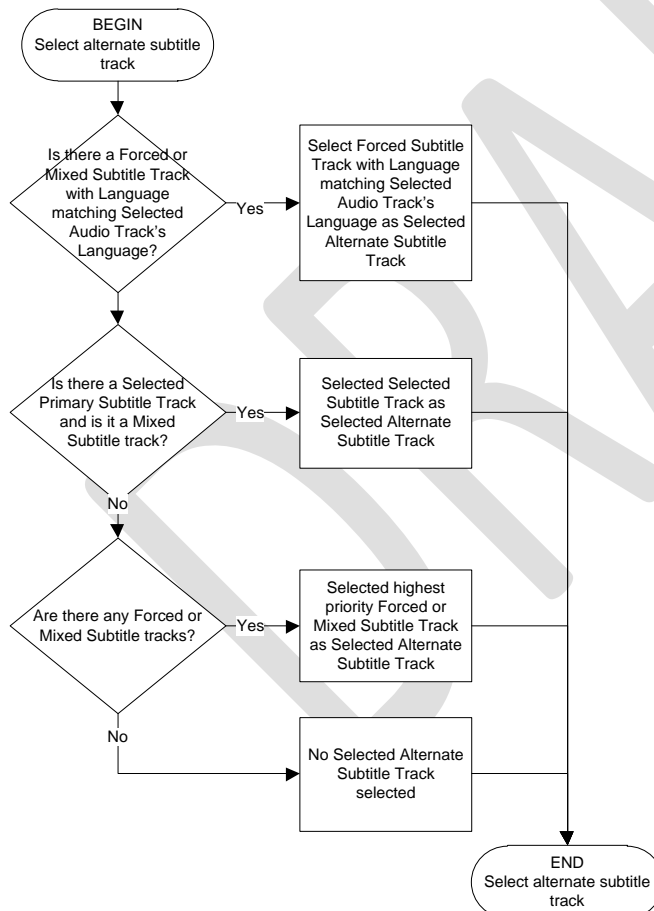 BEGIN
Select alternate subtitle
track
Is there a Forced or
Mixed Subtitle Track
with Language
matching Selected
Audio Track's
Language?
Yes
Select Forced Subtitle
Track with Language
matching Selected
Audio Track's
Language as Selected
Alternate Subtitle
Track
Is there a Selected
Primary Subtitle Track
and is it a Mixed
Subtitle track?
Yes
Selected Selected
Subtitle Track as
Selected Alternate
Subtitle Track
No
Are there any Forced or
Mixed Subtitle tracks?
Yes
Selected highest
priority Forced or
Mixed Subtitle Track
as Selected Alternate
Subtitle Track
No
No Selected Alternate
Subtitle Track
selected
END
Select alternate subtitle
track
DRA